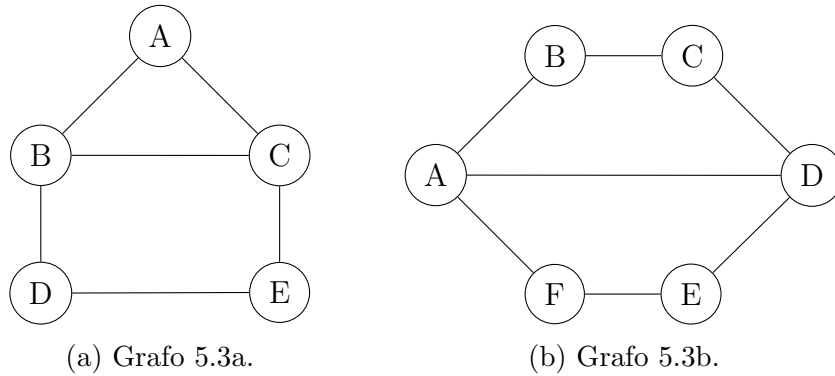 A
B C
D E
(a) Grafo 5.3a.
B C
A D
F E
(b) Grafo 5.3b.